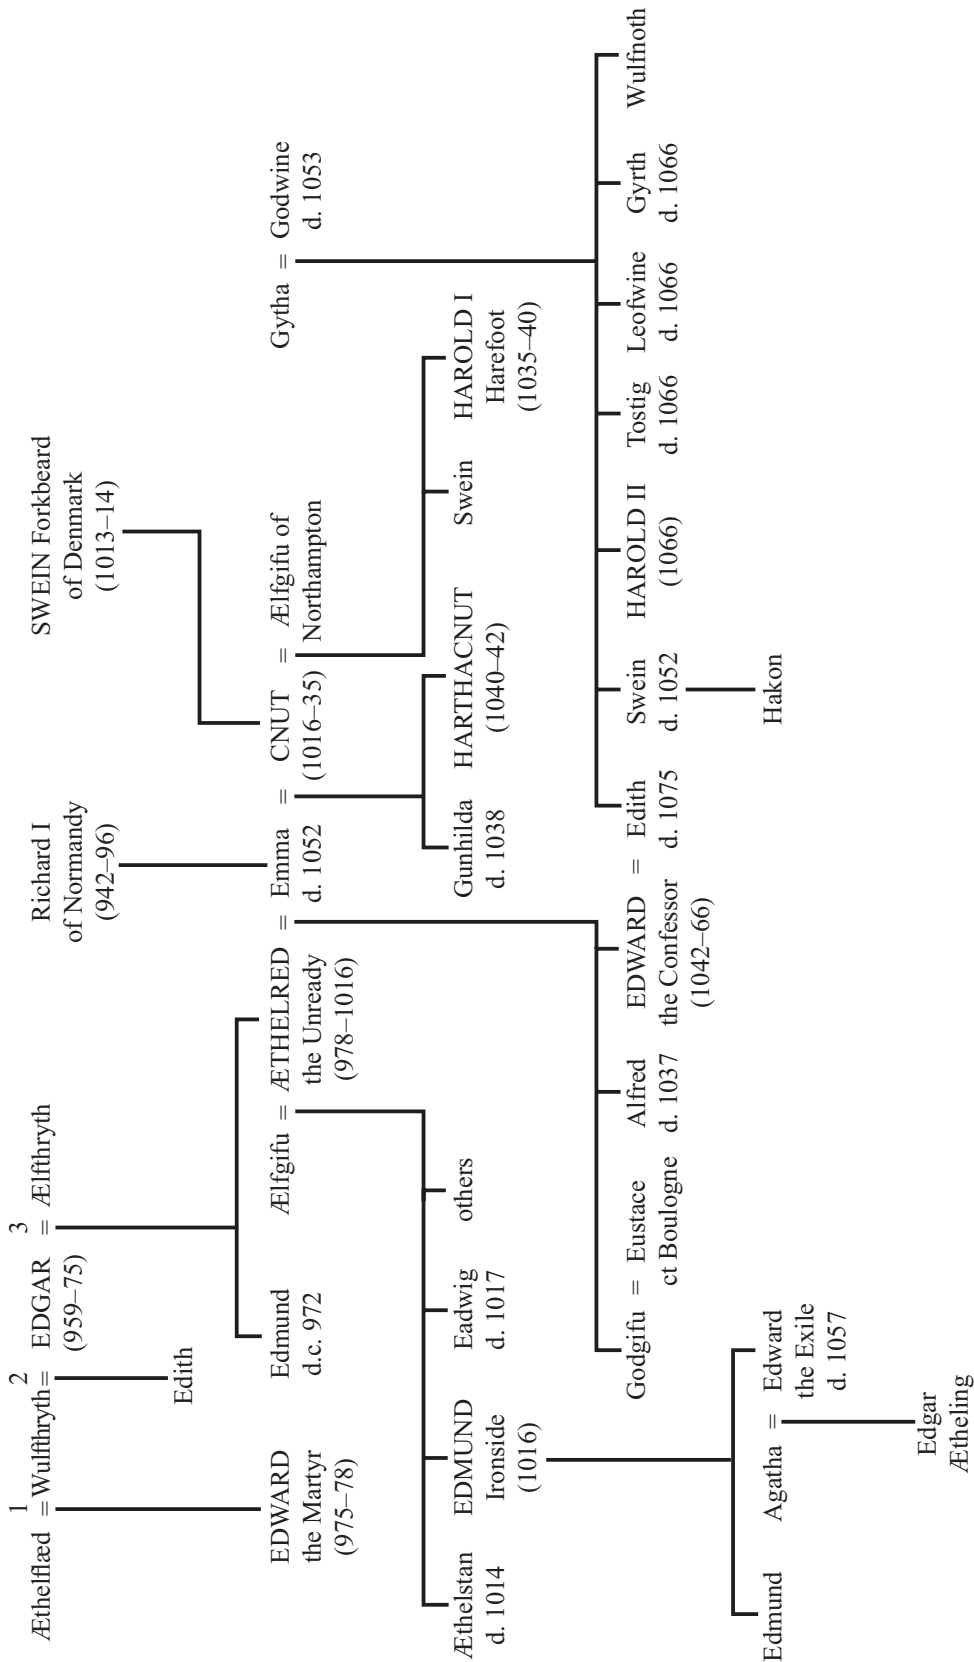 1 2 3
Æthelflæd = Wulfthryth = EDGAR = Ælfthryth
(959–75)
Richard I
of Normandy
(942–96)
SWEIN Forkbeard
of Denmark
(1013–14)
Edith
EDWARD
the Martyr
(975–78)
Edmund
d.c. 972
Ælfgifu = ÆTHELRED = Emma = CNUT = Ælfgifu of
the Unready
(978–1016)
d. 1052
(1016–35)
Northampton
Gytha = Godwine
d. 1053
Æthelstan
d. 1014
EDMUND
Ironside
(1016)
Eadwig
d. 1017
others
Gunhilda
d. 1038
HARTHACNUT
(1040–42)
Swein
HAROLD I
Harefoot
(1035–40)
Godgifu = Eustace
ct Boulogne
Alfred
d. 1037
EDWARD = Edith
the Confessor
(1042–66)
d. 1075
Swein
d. 1052
HAROLD II
(1066)
Tostig
d. 1066
Leofwine
d. 1066
Gyrth
d. 1066
Wulfnoth
Edmund
Agatha = Edward
the Exile
d. 1057
Hakon
Edgar
Ætheling